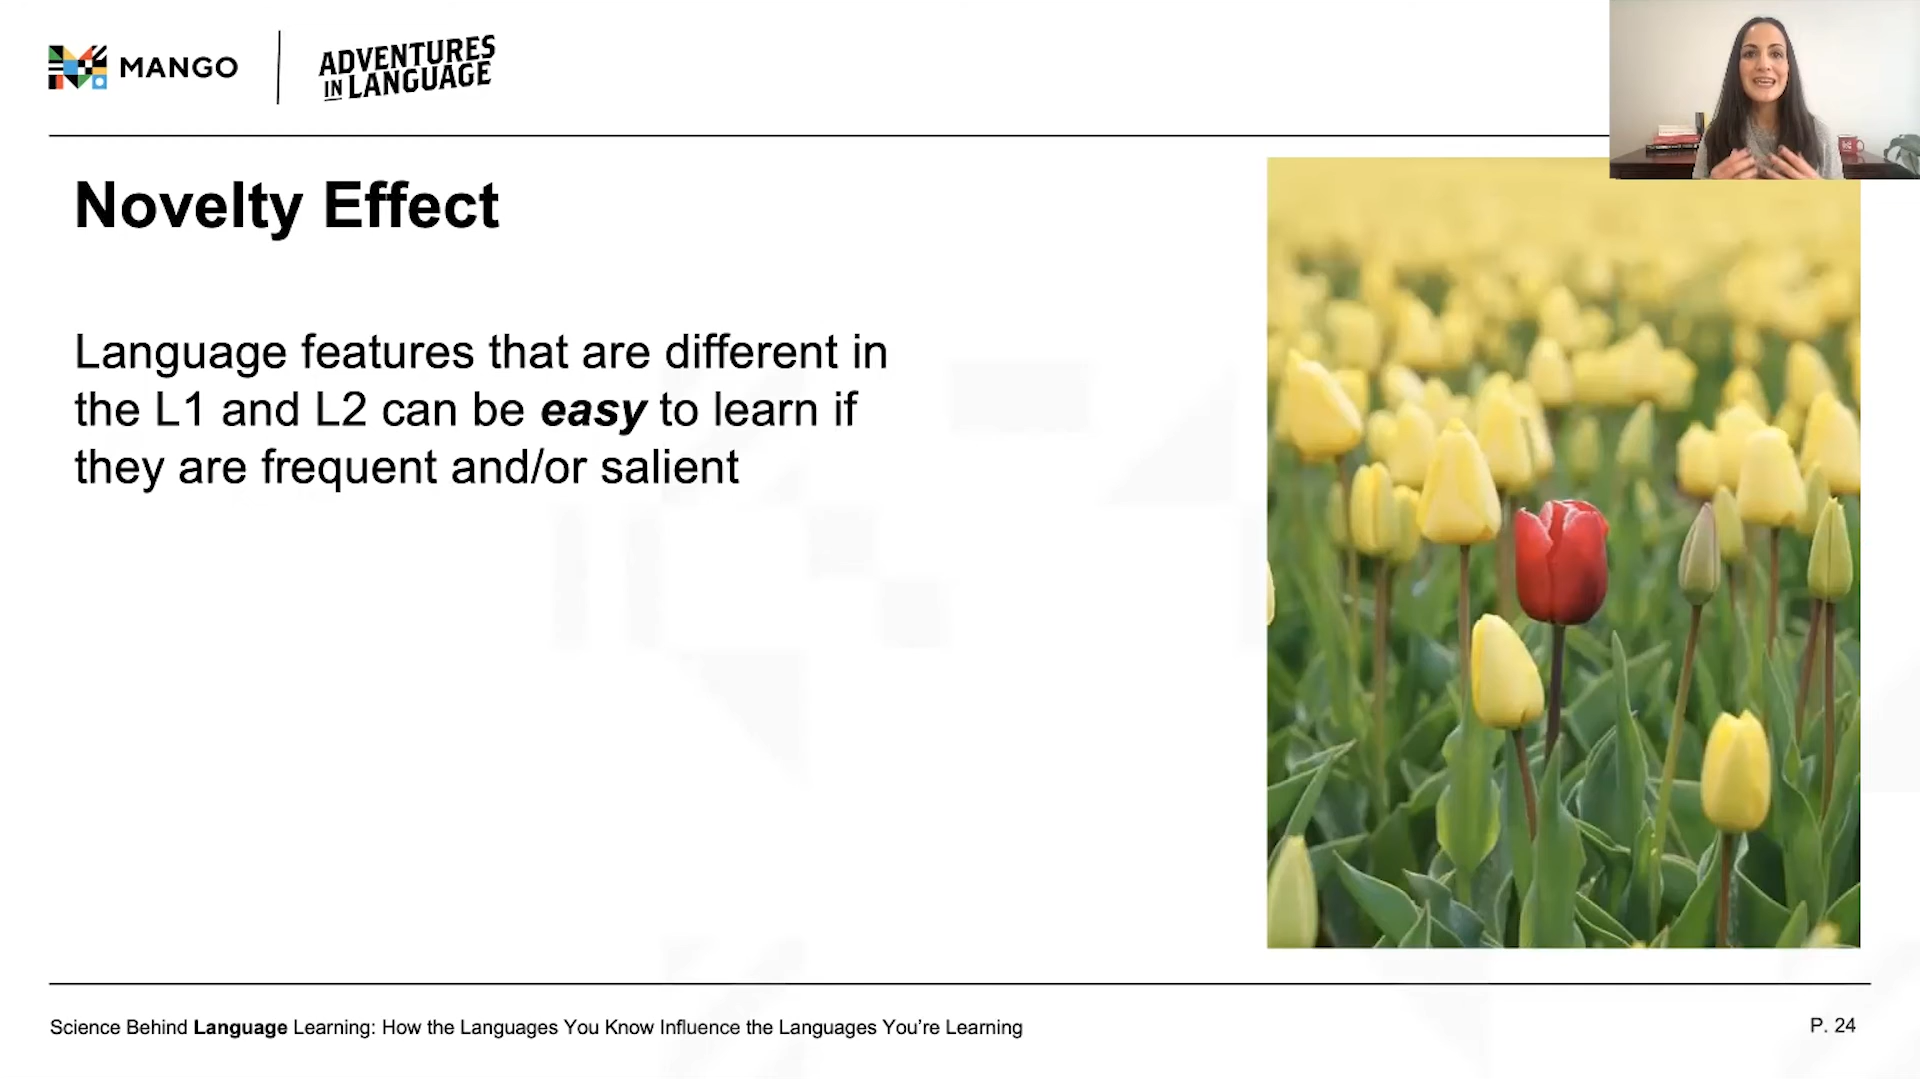 MANGO
ADVENTURES
IN LANGUAGE
Novelty Effect
Language features that are different in
the L1 and L2 can be easy to learn if
they are frequent and/or salient
Science Behind Language Learning: How the Languages You Know Influence the Languages You’re Learning
P. 24